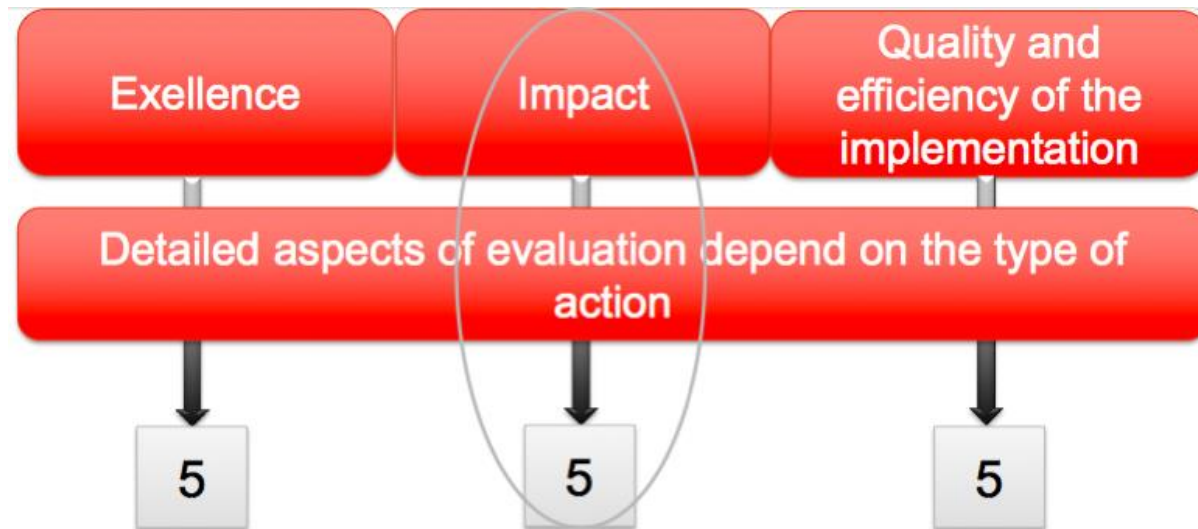 Exellence
Impact
Quality and
efficiency of the
implementation
Detailed aspects of evaluation depend on the type of
action
5
5
5